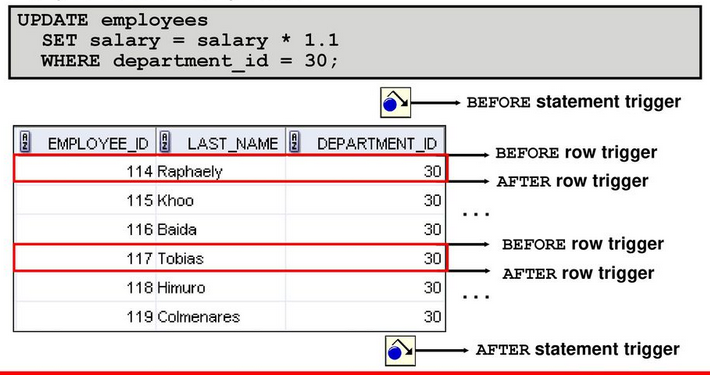 UPDATE employees
SET salary = salary * 1.1
WHERE department_id = 30;
BEFORE statement trigger
EMPLOYEE_ID LAST_NAME DEPARTMENT_ID
BEFORE row trigger
114 Raphaely 30
AFTER row trigger
115 Khoo 30
...
116 Baida 30
BEFORE row trigger
117 Tobias 30
AFTER row trigger
118 Himuro 30
...
119 Colmenares 30
AFTER statement trigger